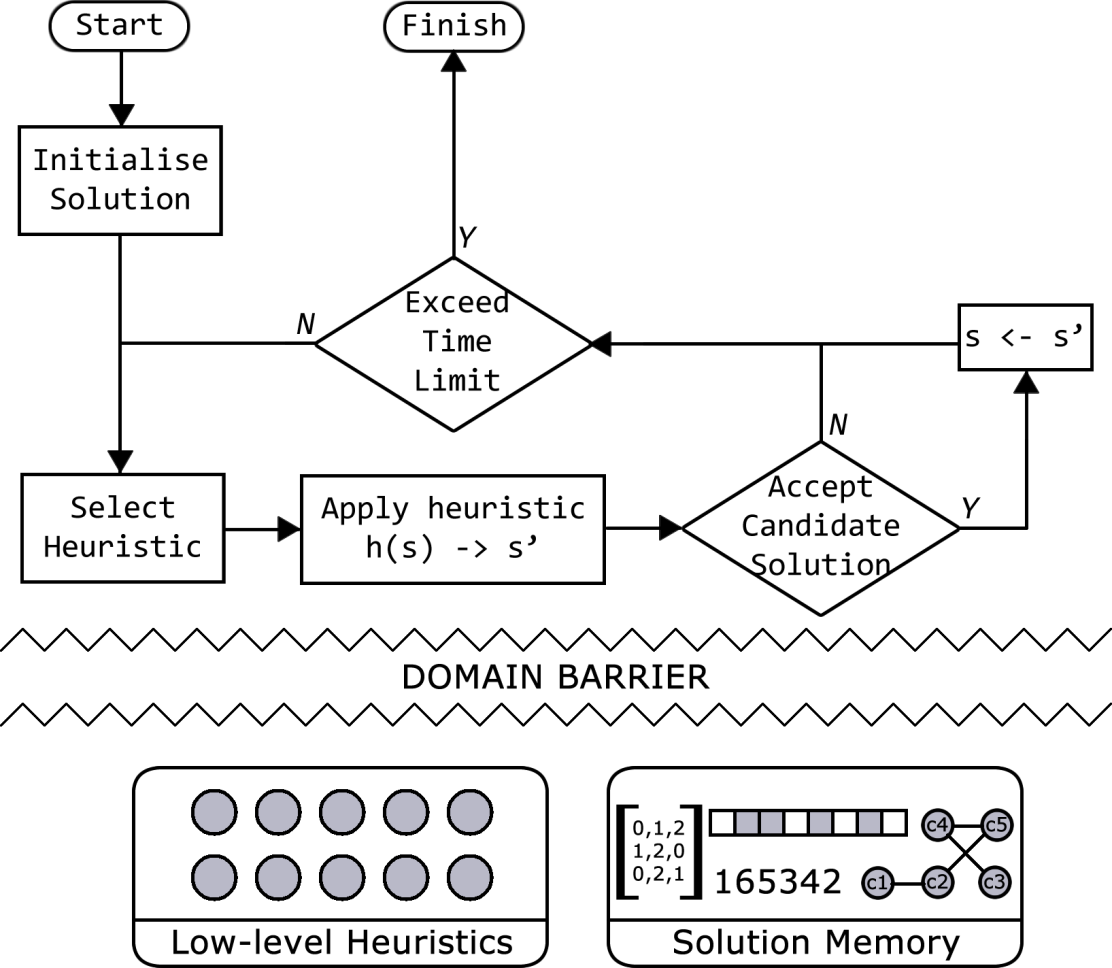 Start
Finish
Initialise
Solution
Y
Exceed
Time
Limit
N
s <- s’
N
Select
Heuristic
Apply heuristic
h(s) -> s’
Accept
Candidate
Solution
Y
DOMAIN BARRIER
0,1,2
1,2,0
0,2,1
165342
c4
c5
c1
c2
c3
Low-level Heuristics
Solution Memory